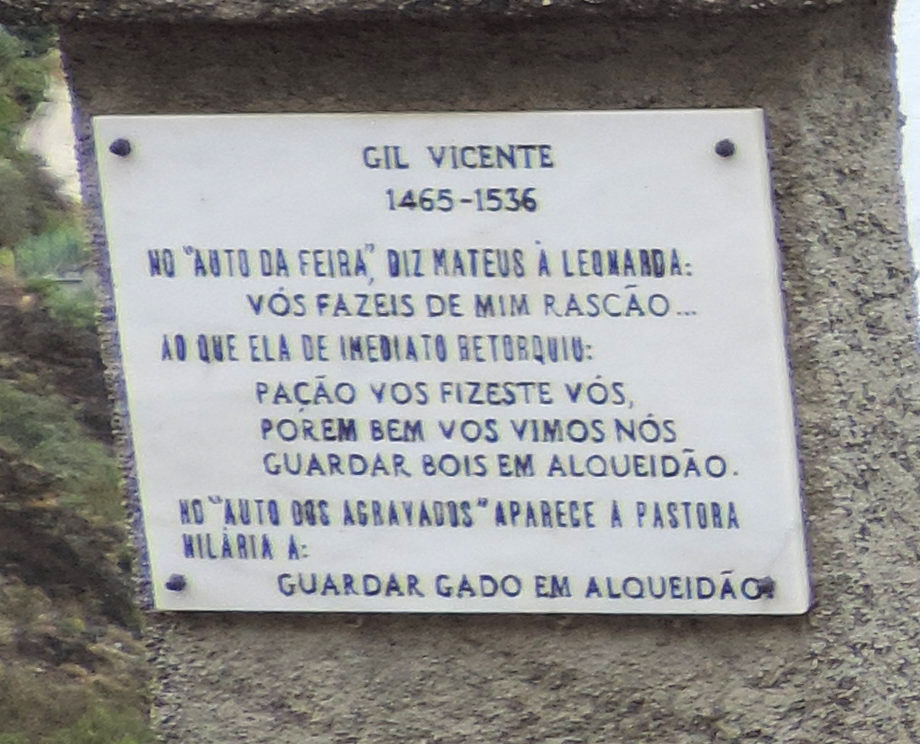 GIL VICENTE
1465-1536
NO "AUTO DA FEIRA", DIZ MATEUS À LEONARDA:
VÓS FAZEIS DE MIM RASCÃO...
AO QUE ELA DE IMEDIATO RETORQUIU:
PAÇÃO VOS FIZESTE VÓS,
PORÉM BEM VOS VIMOS NÓS
GUARDAR BOIS EM ALQUEIDÃO.
NO "AUTO DOS AGRAVADOS" APARECE A PASTORA
HILÀRIA A:
GUARDAR GADO EM ALQUEIDÃO.